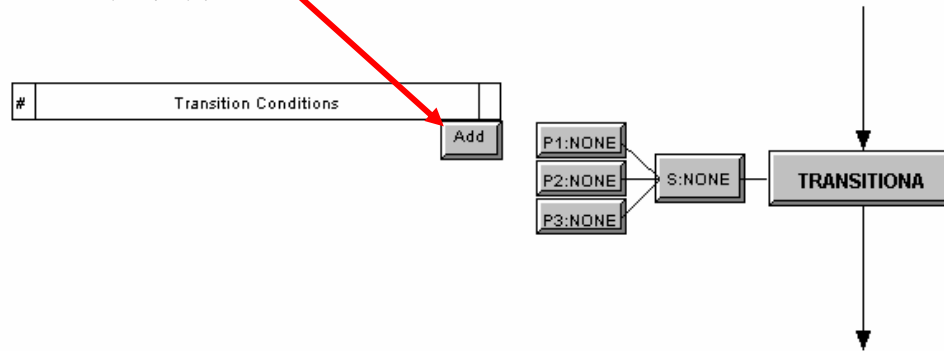 # Transition Conditions
Add
P1:NONE
P2:NONE
S:NONE
TRANSITIONA
P3:NONE